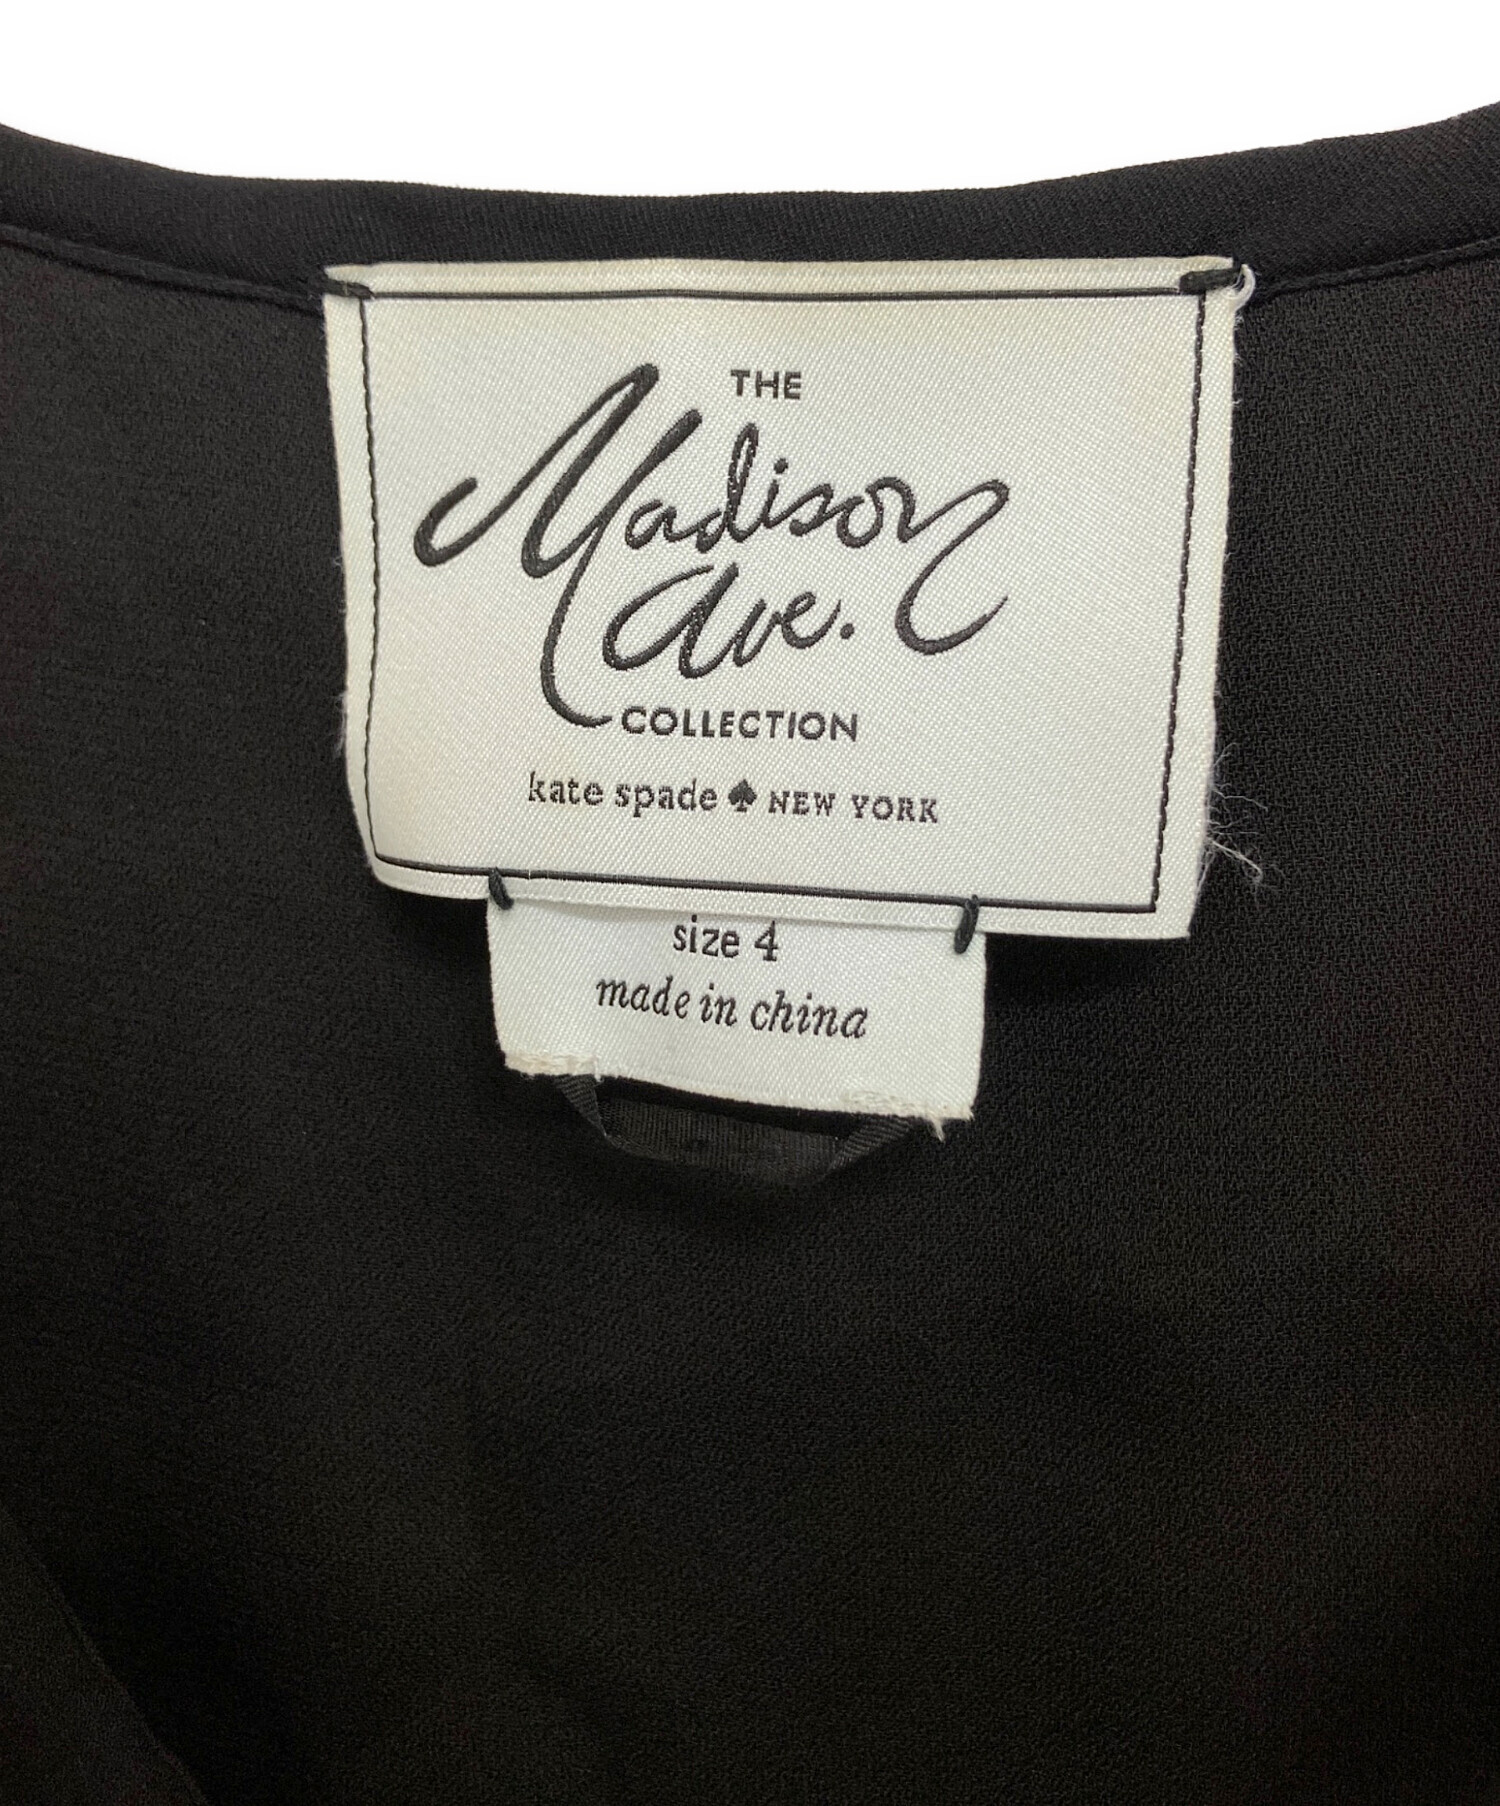 THE
Madison
Ave.
COLLECTION
kate spade♠NEW YORK
size 4
made in china